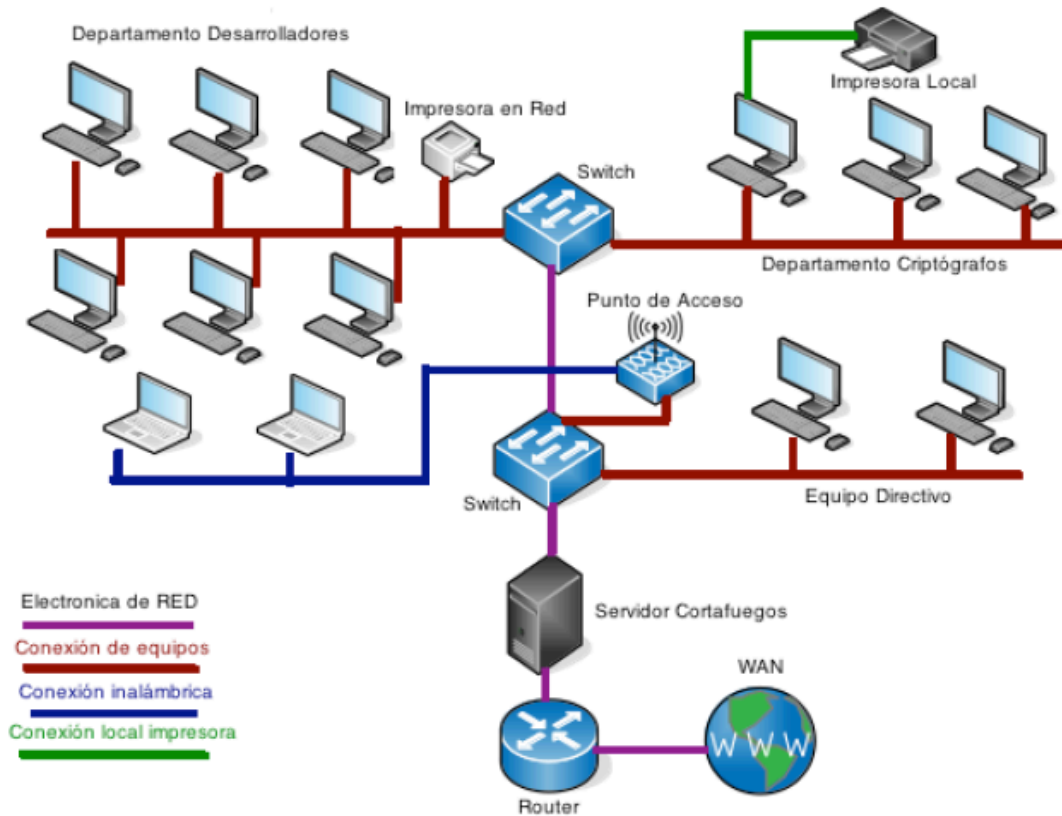 Departamento Desarrolladores
Impresora en Red
Impresora Local
Switch
Departamento Criptógrafos
Punto de Acceso
Switch
Equipo Directivo
Servidor Cortafuegos
Electronica de RED
Conexión de equipos
Conexión inalámbrica
Conexión local impresora
WAN
W W W
Router